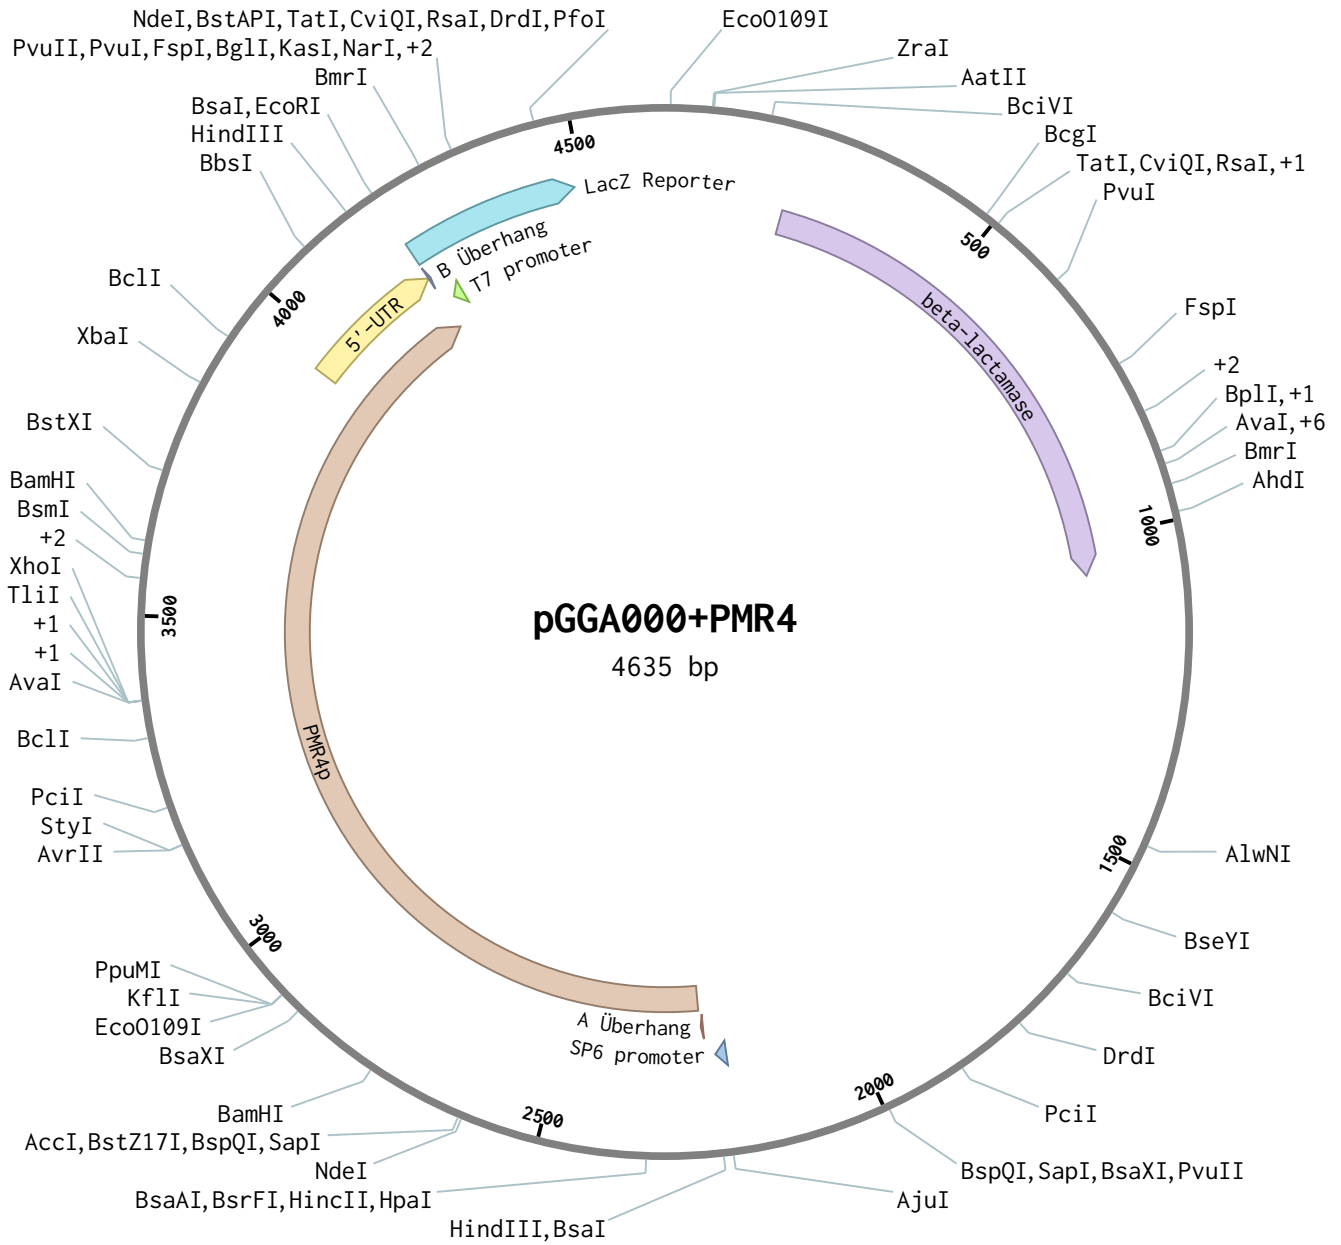 NdeI,BstAPI,TatI,CviQI,RsaI,DrdI,PfoI
EcoO109I
PvuII,PvuI,FspI,BglI,KasI,NarI,+2
ZraI
BmrI
AatII
BsaI,EcoRI
BciVI
HindIII
BcgI
BbsI
TatI,CviQI,RsaI,+1
PvuI
4500
LacZ Reporter
B Überhang
T7 promoter
500
BclI
4000
5'-UTR
beta-lactamase
FspI
XbaI
+2
BplI,+1
BstXI
AvaI,+6
BmrI
BamHI
AhdI
BsmI
1000
+2
XhoI
TliI
3500
pGGA000+PMR4
+1
4635 bp
+1
AvaI
BclI
PMR4p
PciI
StyI
AvrII
1500
AlwNI
3000
BseYI
PpuMI
KflI
BciVI
EcoO109I
A Überhang
BsaXI
SP6 promoter
DrdI
2000
BamHI
2500
PciI
AccI,BstZ17I,BspQI,SapI
NdeI
BspQI,SapI,BsaXI,PvuII
BsaAI,BsrFI,HincII,HpaI
AjuI
HindIII,BsaI